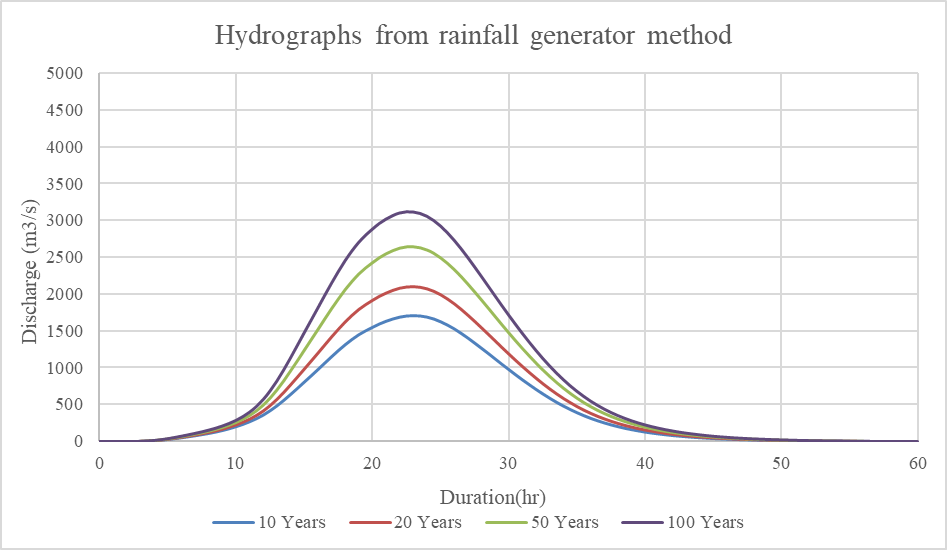 Hydrographs from rainfall generator method
Discharge (m3/s)
5000
4500
4000
3500
3000
2500
2000
1500
1000
500
0
0 10 20 30 40 50 60
Duration(hr)
10 Years 20 Years 50 Years 100 Years